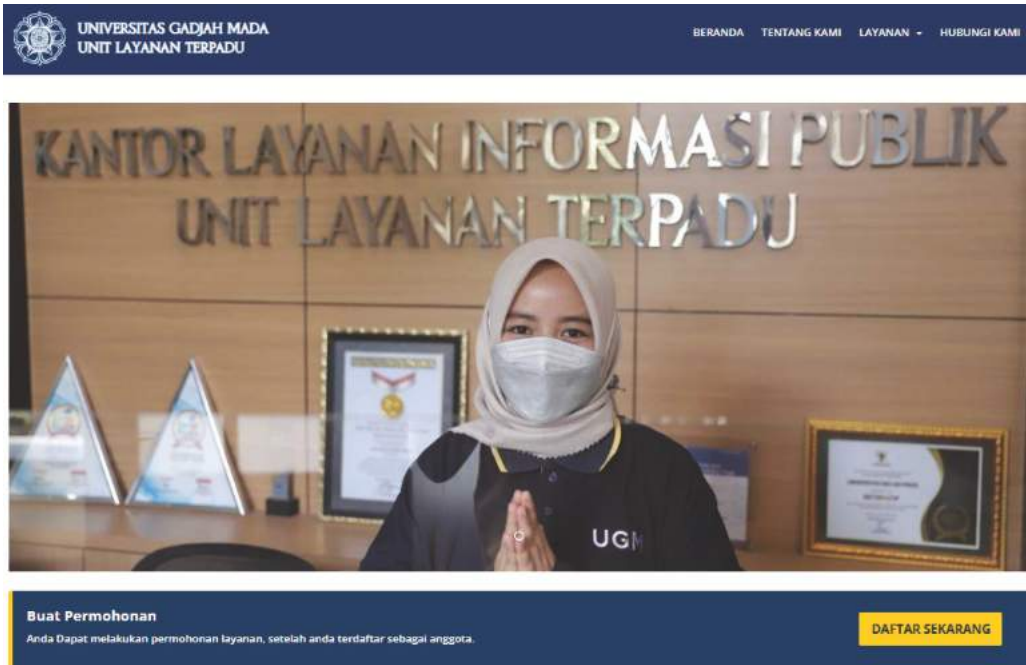 UNIVERSITAS GADJAH MADA
UNIT LAYANAN TERPADU
BERANDA TENTANG KAMI LAYANAN HUBUNGI KAMI
KANTOR LAYANAN INFORMASI PUBLIK
UNIT LAYANAN TERPADU
UGM
Buat Permohonan
Anda Dapat melakukan permohonan layanan, setelah anda terdaftar sebagai anggota.
DAFTAR SEKARANG